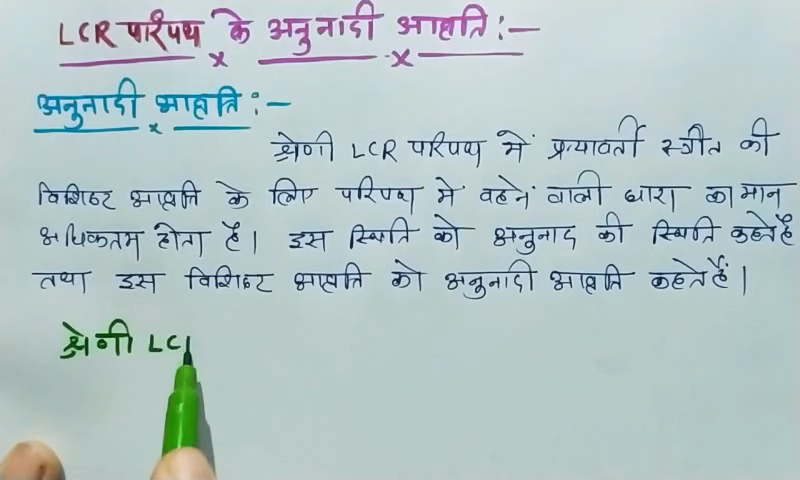 LCR परिपथ के अनुनादी आवृत्ति :-
अनुनादी आवृत्ति :-
श्रेणी LCR परिपथ में प्रत्यावर्ती स्त्रोत की
विशिष्ट आवृत्ति के लिए परिपथ में वहने वाली धारा का मान
अधिकतम होता है। इस स्थिति को अनुनाद की स्थिति कहते है
तथा इस विशिष्ट आवृत्ति को अनुनादी आवृत्ति कहते हैं।
श्रेणी LC